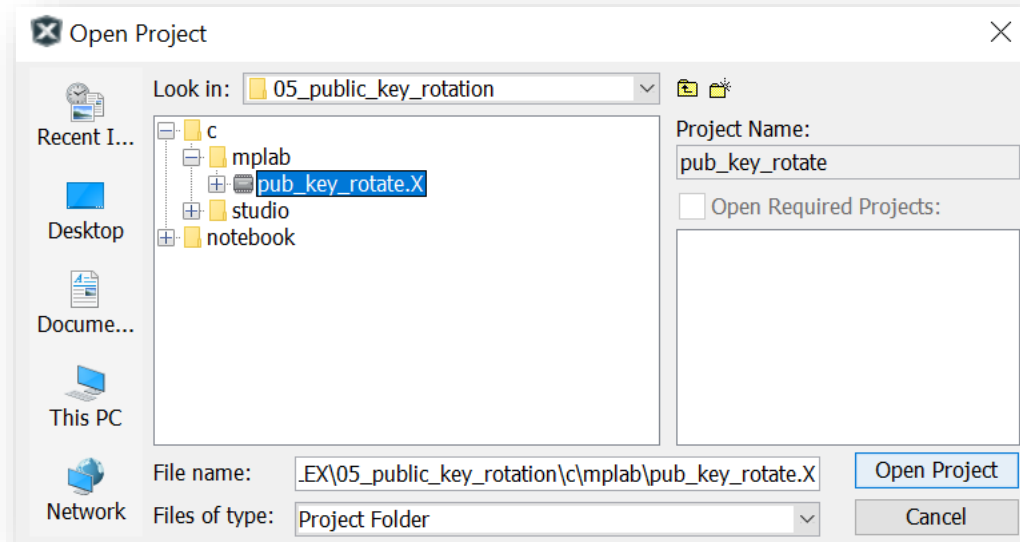 Open Project
Look in: 05_public_key_rotation
Recent I...
Desktop
Docume...
This PC
Network
c
mplab
pub_key_rotate.X
studio
notebook
Project Name:
pub_key_rotate
Open Required Projects:
File name: .EX\05_public_key_rotation\c\mplab\pub_key_rotate.X
Open Project
Files of type: Project Folder
Cancel